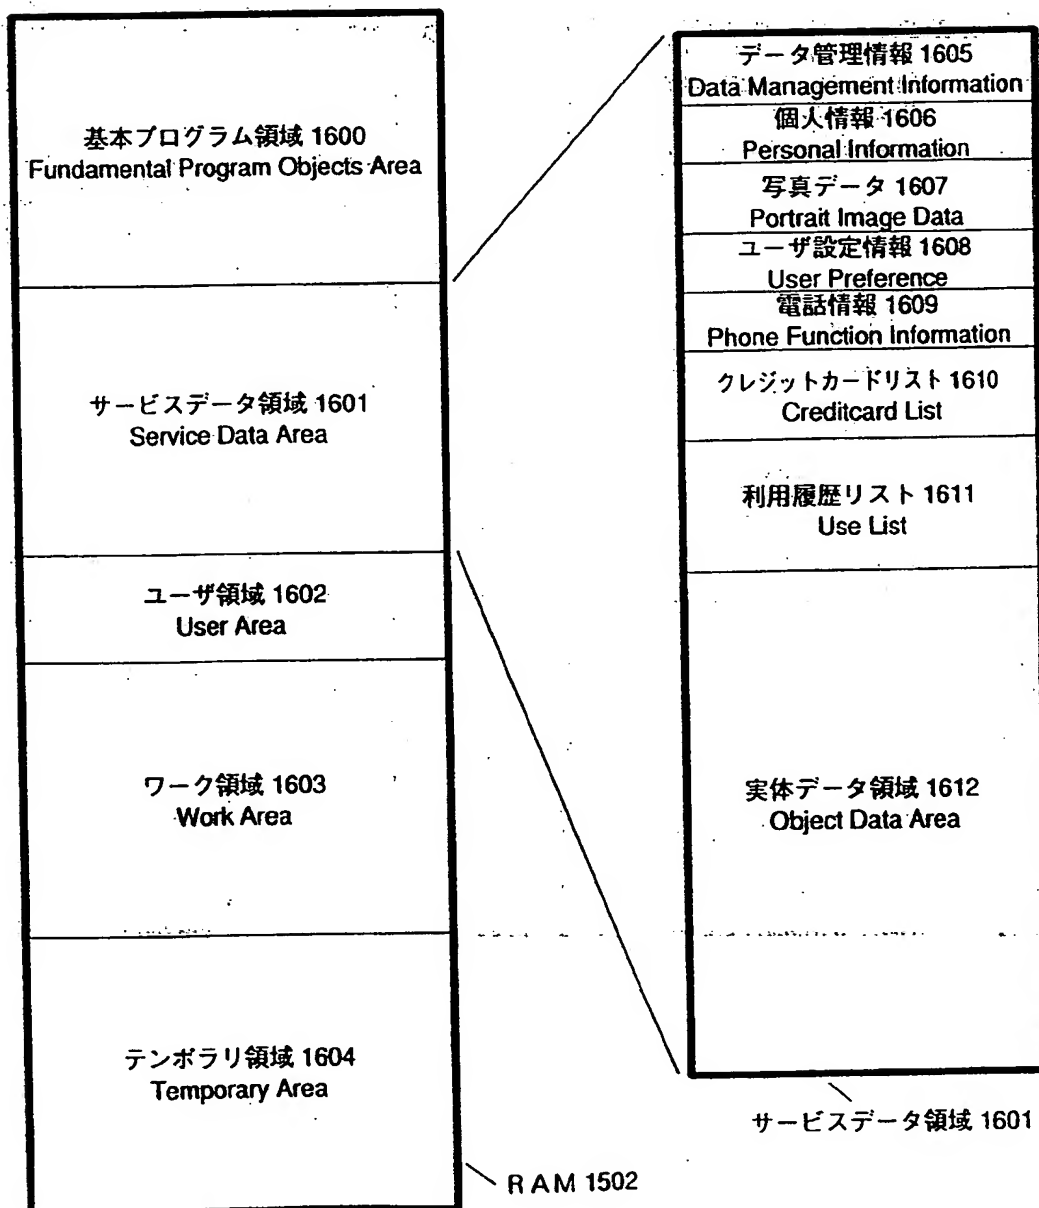 基本プログラム領域 1600
Fundamental Program Objects Area
サービスデータ領域 1601
Service Data Area
ユーザ領域 1602
User Area
ワーク領域 1603
Work Area
テンポラリ領域 1604
Temporary Area
RAM 1502
データ管理情報 1605
Data Management Information
個人情報 1606
Personal Information
写真データ 1607
Portrait Image Data
ユーザ設定情報 1608
User Preference
電話情報 1609
Phone Function Information
クレジットカードリスト 1610
Creditcard List
利用履歴リスト 1611
Use List
実体データ領域 1612
Object Data Area
サービスデータ領域 1601